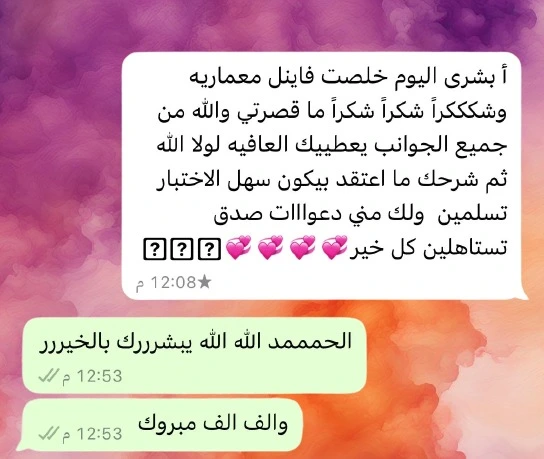 أ بشرى اليوم خلصت فاينل معماريه
وشكككراً شكراً شكراً ما قصرتي والله من
جميع الجوانب يعطييك العافيه لولا الله
ثم شرحك ما اعتقد بيكون سهل الاختبار
تسلمين ولك مني دعوااات صدق
تستاهلين كل خير💞💞💞💞
12:08 م
الحمممد الله الله يبشرررك بالخيررر
12:53 م
والف الف مبروك
12:53 م